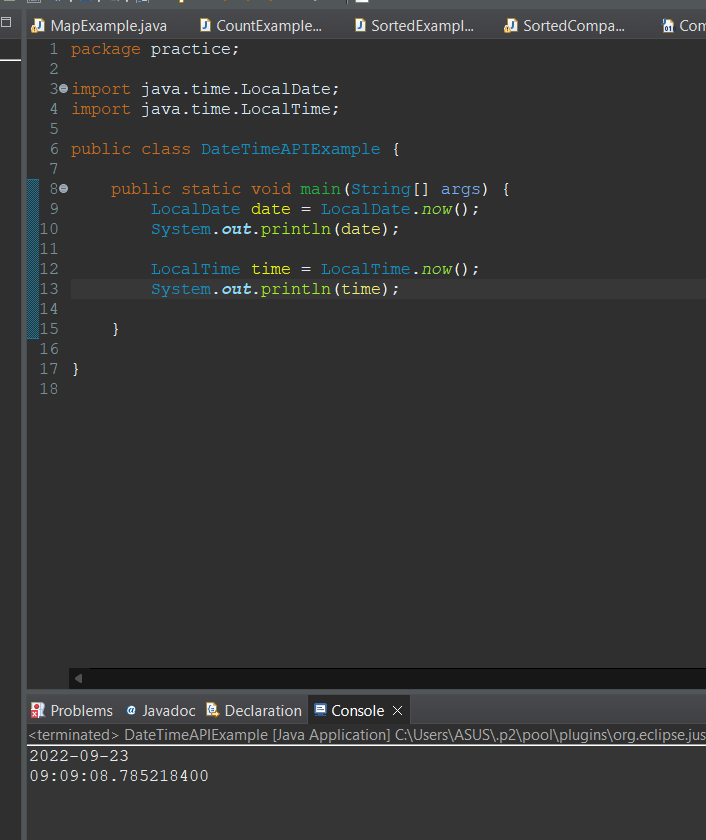 MapExample.java CountExample... SortedExampl... SortedCompa... Com
1 package practice;
2
3 import java.time.LocalDate;
4 import java.time.LocalTime;
5
6 public class DateTimeAPIExample {
7
8 public static void main(String[] args) {
9 LocalDate date = LocalDate.now();
10 System.out.println(date);
11
12 LocalTime time = LocalTime.now();
13 System.out.println(time);
14
15 }
16
17 }
18
Problems @ Javadoc Declaration Console
<terminated> DateTimeAPIExample [Java Application] C:\Users\ASUS\.p2\pool\plugins\org.eclipse.jus
2022-09-23
09:09:08.785218400